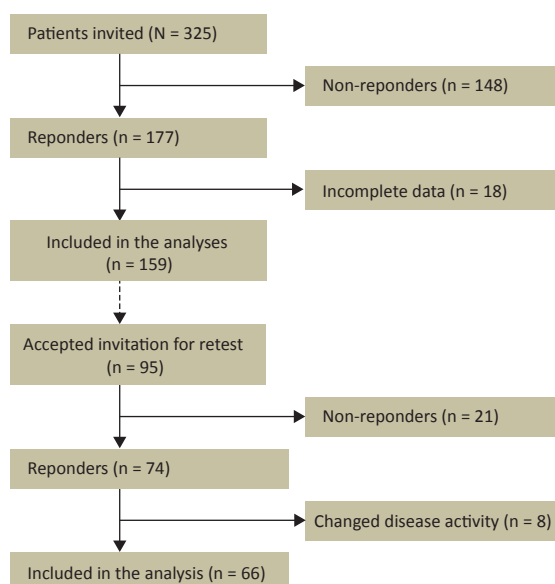 Patients invited (N = 325)
Non-reponders (n = 148)
Reponders (n = 177)
Incomplete data (n = 18)
Included in the analyses
(n = 159)
Accepted invitation for retest
(n = 95)
Non-reponders (n = 21)
Reponders (n = 74)
Changed disease activity (n = 8)
Included in the analysis (n = 66)